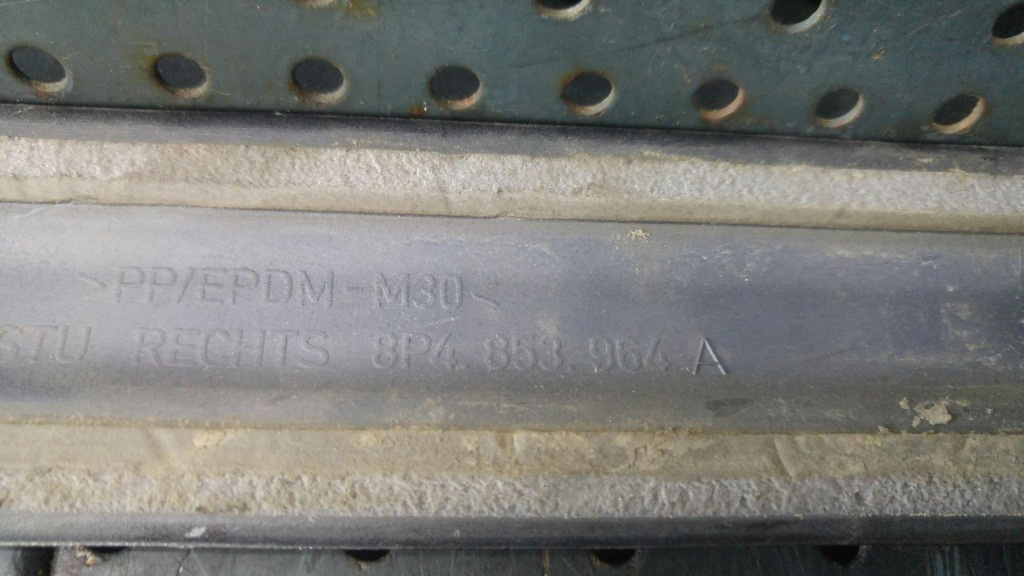 >PP/EPDM-M30<
STU RECHTS 8P4.853.964 A